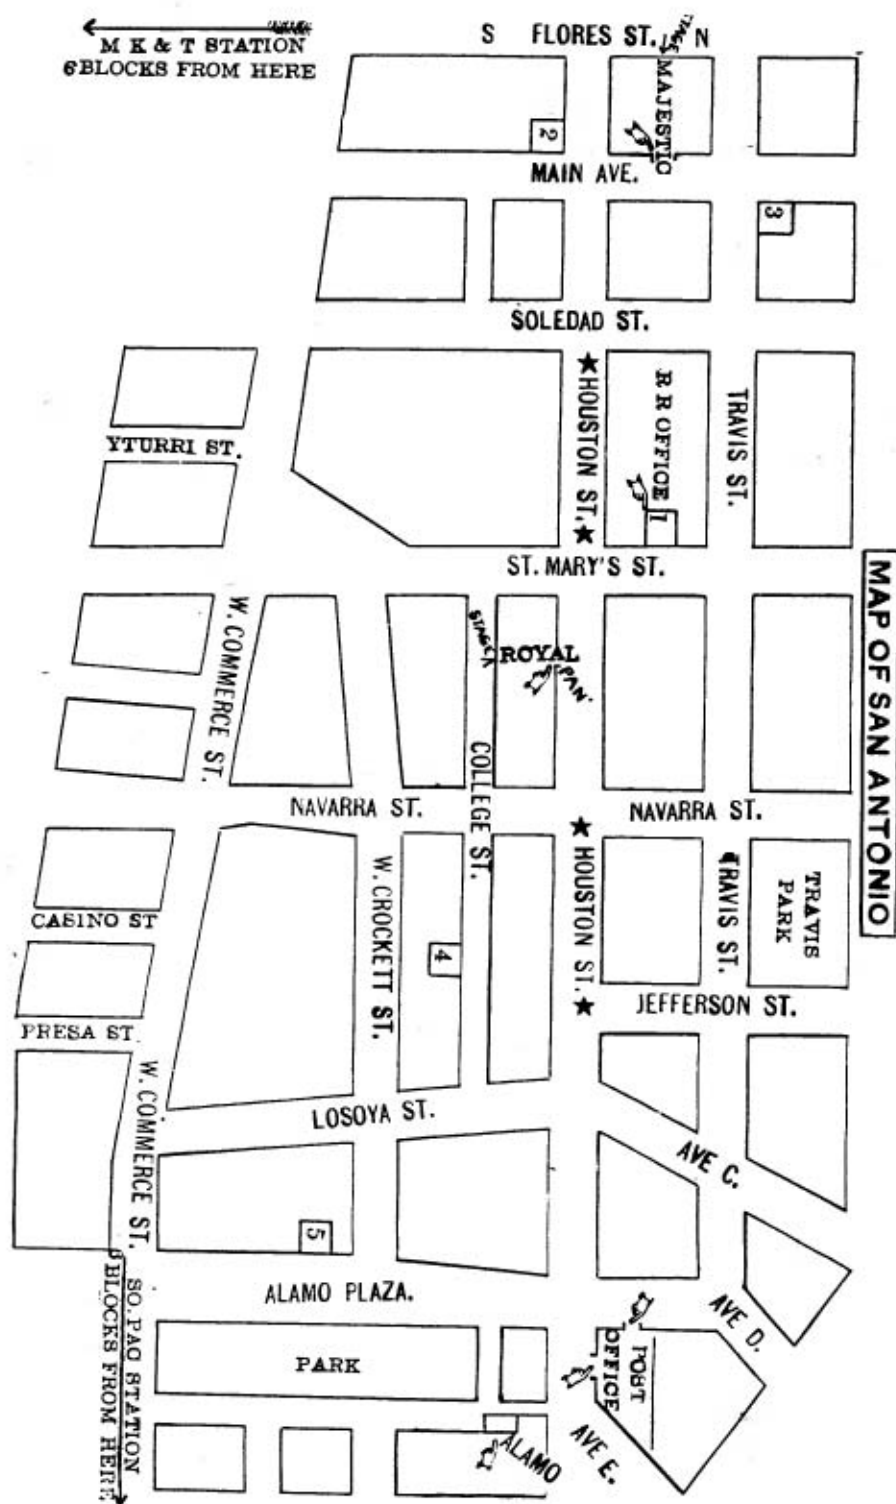 M K & T STATION
6 BLOCKS FROM HERE
S FLORES ST. N
STAGE
MAJESTIC
2
MAIN AVE.
3
SOLEDAD ST.
HOUSTON ST.
R R OFFICE
1
TRAVIS ST.
YTURRI ST.
ST. MARY'S ST.
MAP OF SAN ANTONIO
W. COMMERCE ST.
STAGE
ROYAL
PAN.
COLLEGE ST.
NAVARRA ST.
NAVARRA ST.
W. CROCKETT ST.
4
HOUSTON ST.
TRAVIS ST.
TRAVIS
PARK
CASINO ST
PRESA ST.
JEFFERSON ST.
W. COMMERCE ST.
LOSOYA ST.
AVE C.
5
ALAMO PLAZA.
AVE D.
POST
OFFICE
PARK
SO. PAC STATION
6 BLOCKS FROM HERE
ALAMO
AVE E.